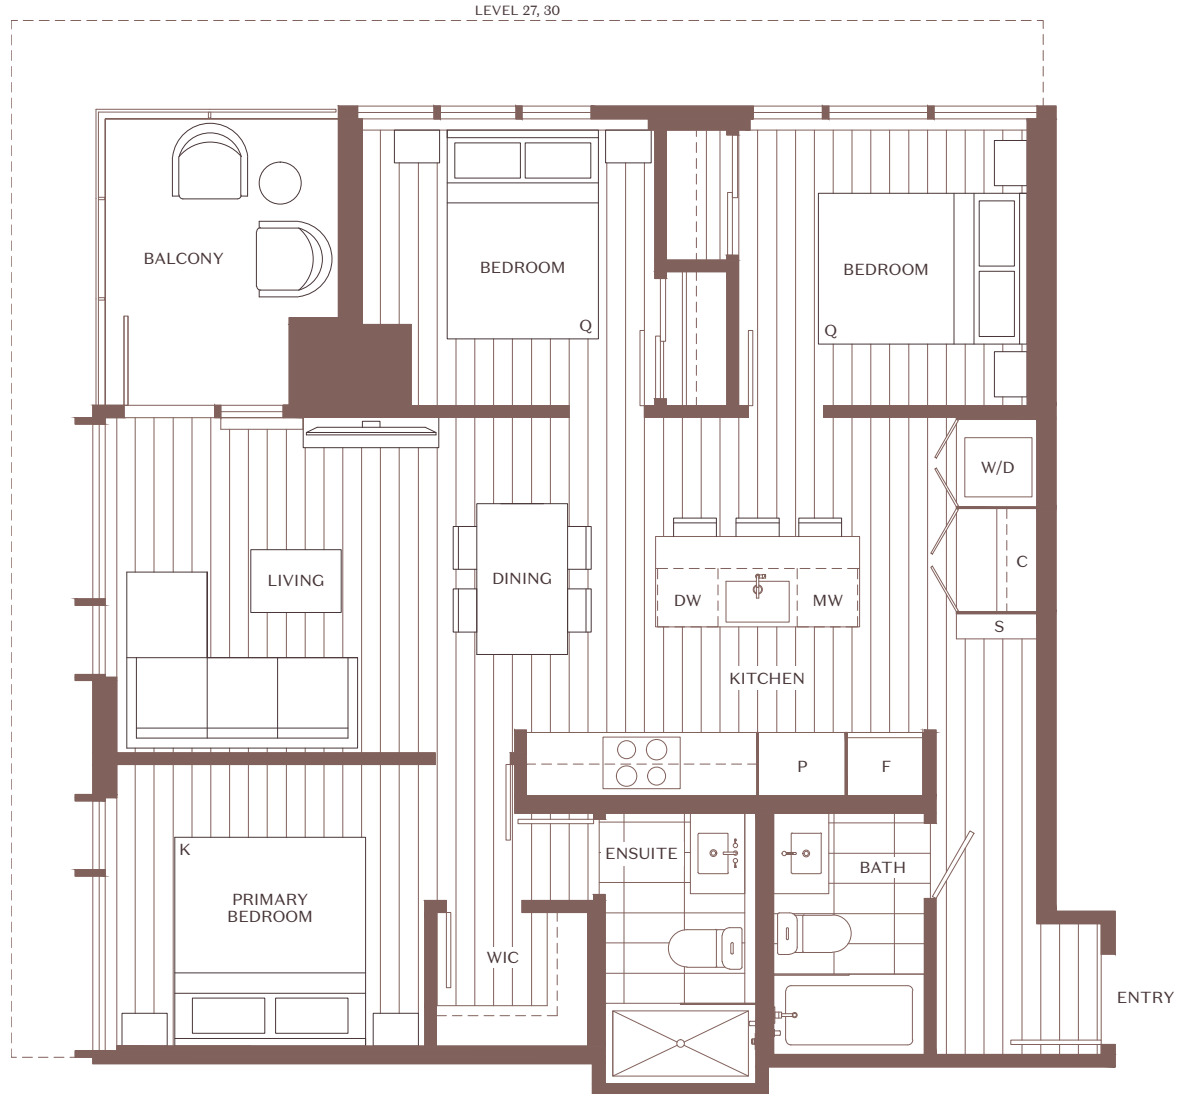 LEVEL 27, 30
BALCONY
BEDROOM
Q
BEDROOM
Q
W/D
C
S
LIVING
DINING
DW
MW
KITCHEN
P
F
K
PRIMARY
BEDROOM
ENSUITE
BATH
WIC
ENTRY